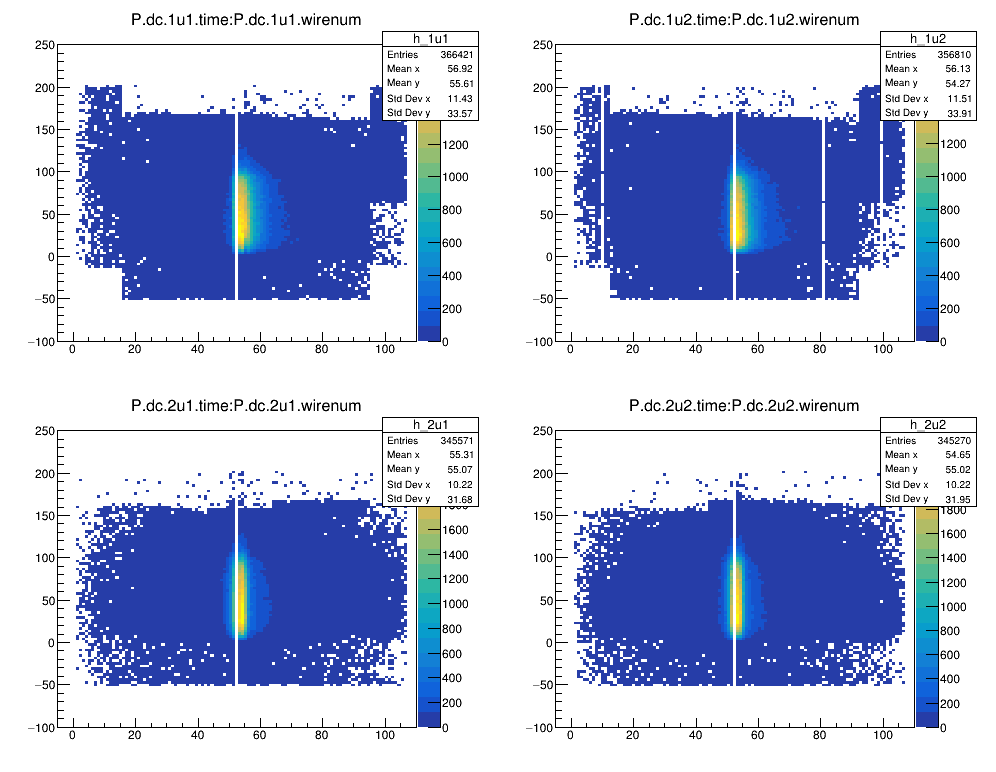 P.dc.1u1.time:P.dc.1u1.wirenum
h_1u1
Entries 366421
Mean x 56.92
Mean y 55.61
Std Dev x 11.43
Std Dev y 33.57
250
200
150
100
50
0
−50
−100
0 20 40 60 80 100
1200
1000
800
600
400
200
0
P.dc.1u2.time:P.dc.1u2.wirenum
h_1u2
Entries 356810
Mean x 56.13
Mean y 54.27
Std Dev x 11.51
Std Dev y 33.91
250
200
150
100
50
0
−50
−100
0 20 40 60 80 100
1200
1000
800
600
400
200
0
P.dc.2u1.time:P.dc.2u1.wirenum
h_2u1
Entries 345571
Mean x 55.31
Mean y 55.07
Std Dev x 10.22
Std Dev y 31.68
250
200
150
100
50
0
−50
−100
0 20 40 60 80 100
1800
1600
1400
1200
1000
800
600
400
200
0
P.dc.2u2.time:P.dc.2u2.wirenum
h_2u2
Entries 345270
Mean x 54.65
Mean y 55.02
Std Dev x 10.22
Std Dev y 31.95
250
200
150
100
50
0
−50
−100
0 20 40 60 80 100
1800
1600
1400
1200
1000
800
600
400
200
0